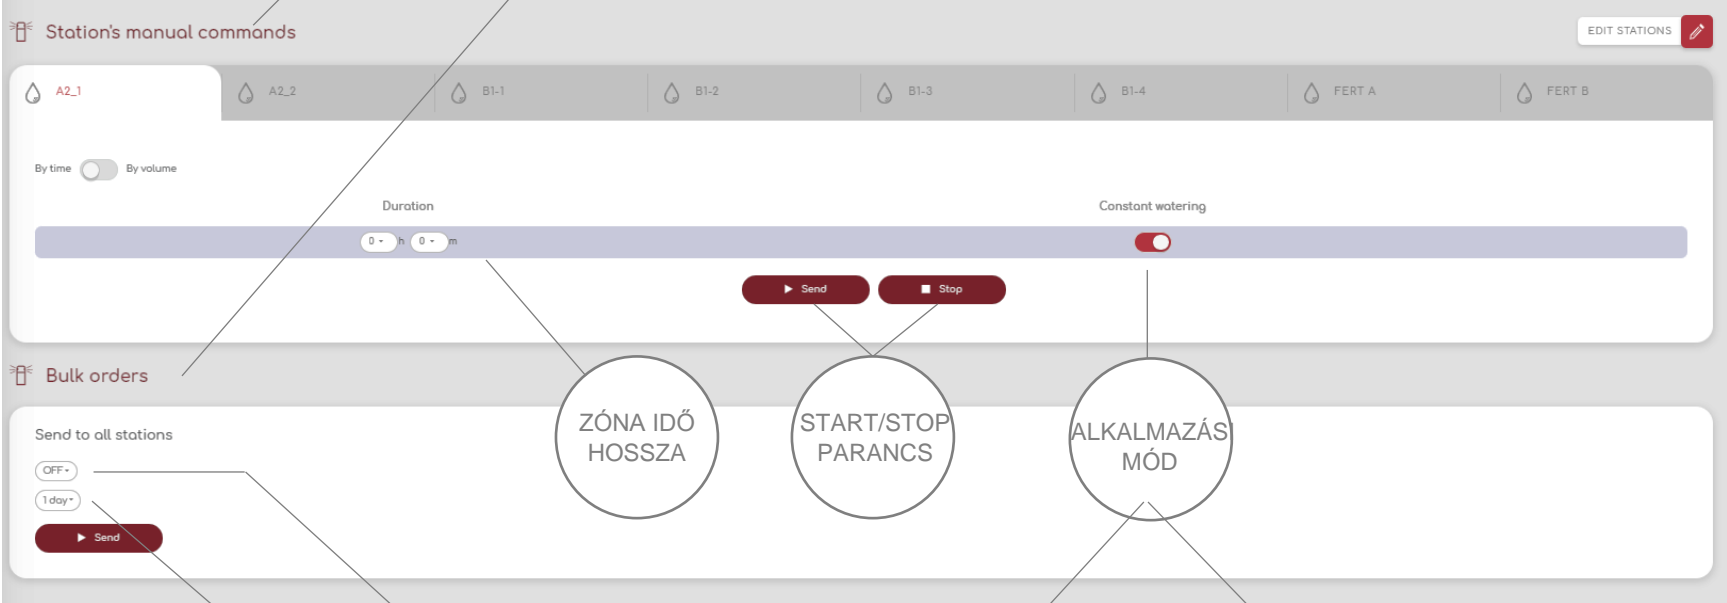 Station's manual commands
EDIT STATIONS
A2_1
A2_2
B1-1
B1-2
B1-3
B1-4
FERT A
FERT B
By time
By volume
Duration
Constant watering
0 h 0 m
Send
Stop
Bulk orders
ZÓNA IDŐ
HOSSZA
START/STOP
PARANCS
ALKALMAZÁSI
MÓD
Send to all stations
OFF
1 day
Send